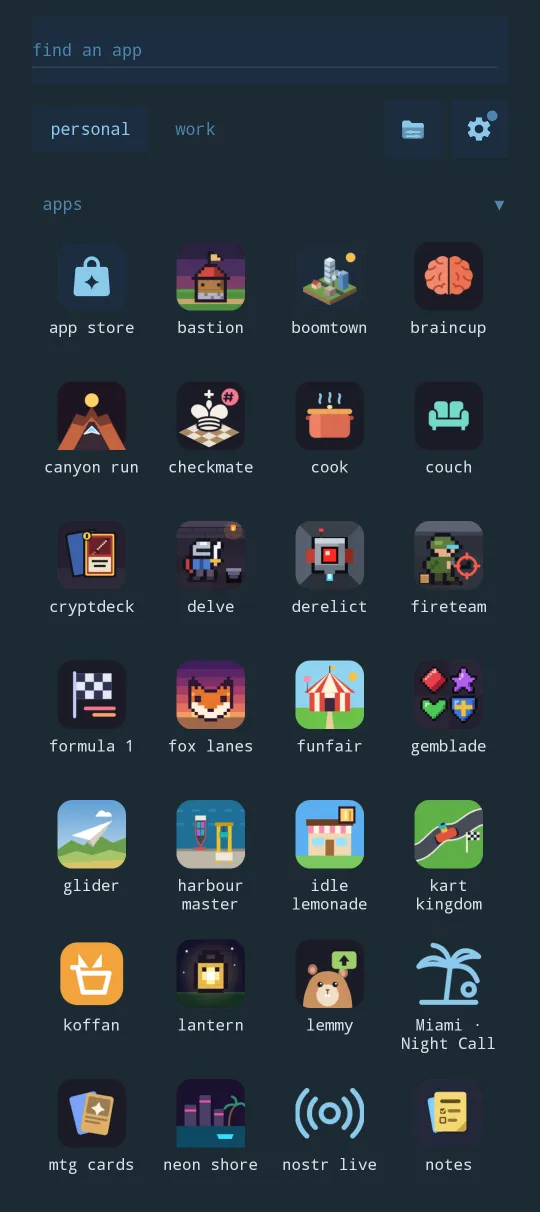 find an app
personal
work
apps
app store
bastion
boomtown
braincup
canyon run
checkmate
cook
couch
cryptdeck
delve
derelict
fireteam
formula 1
fox lanes
funfair
gemblade
glider
harbour
master
idle
lemonade
kart
kingdom
koffan
lantern
lemmy
Miami ·
Night Call
mtg cards
neon shore
nostr live
notes